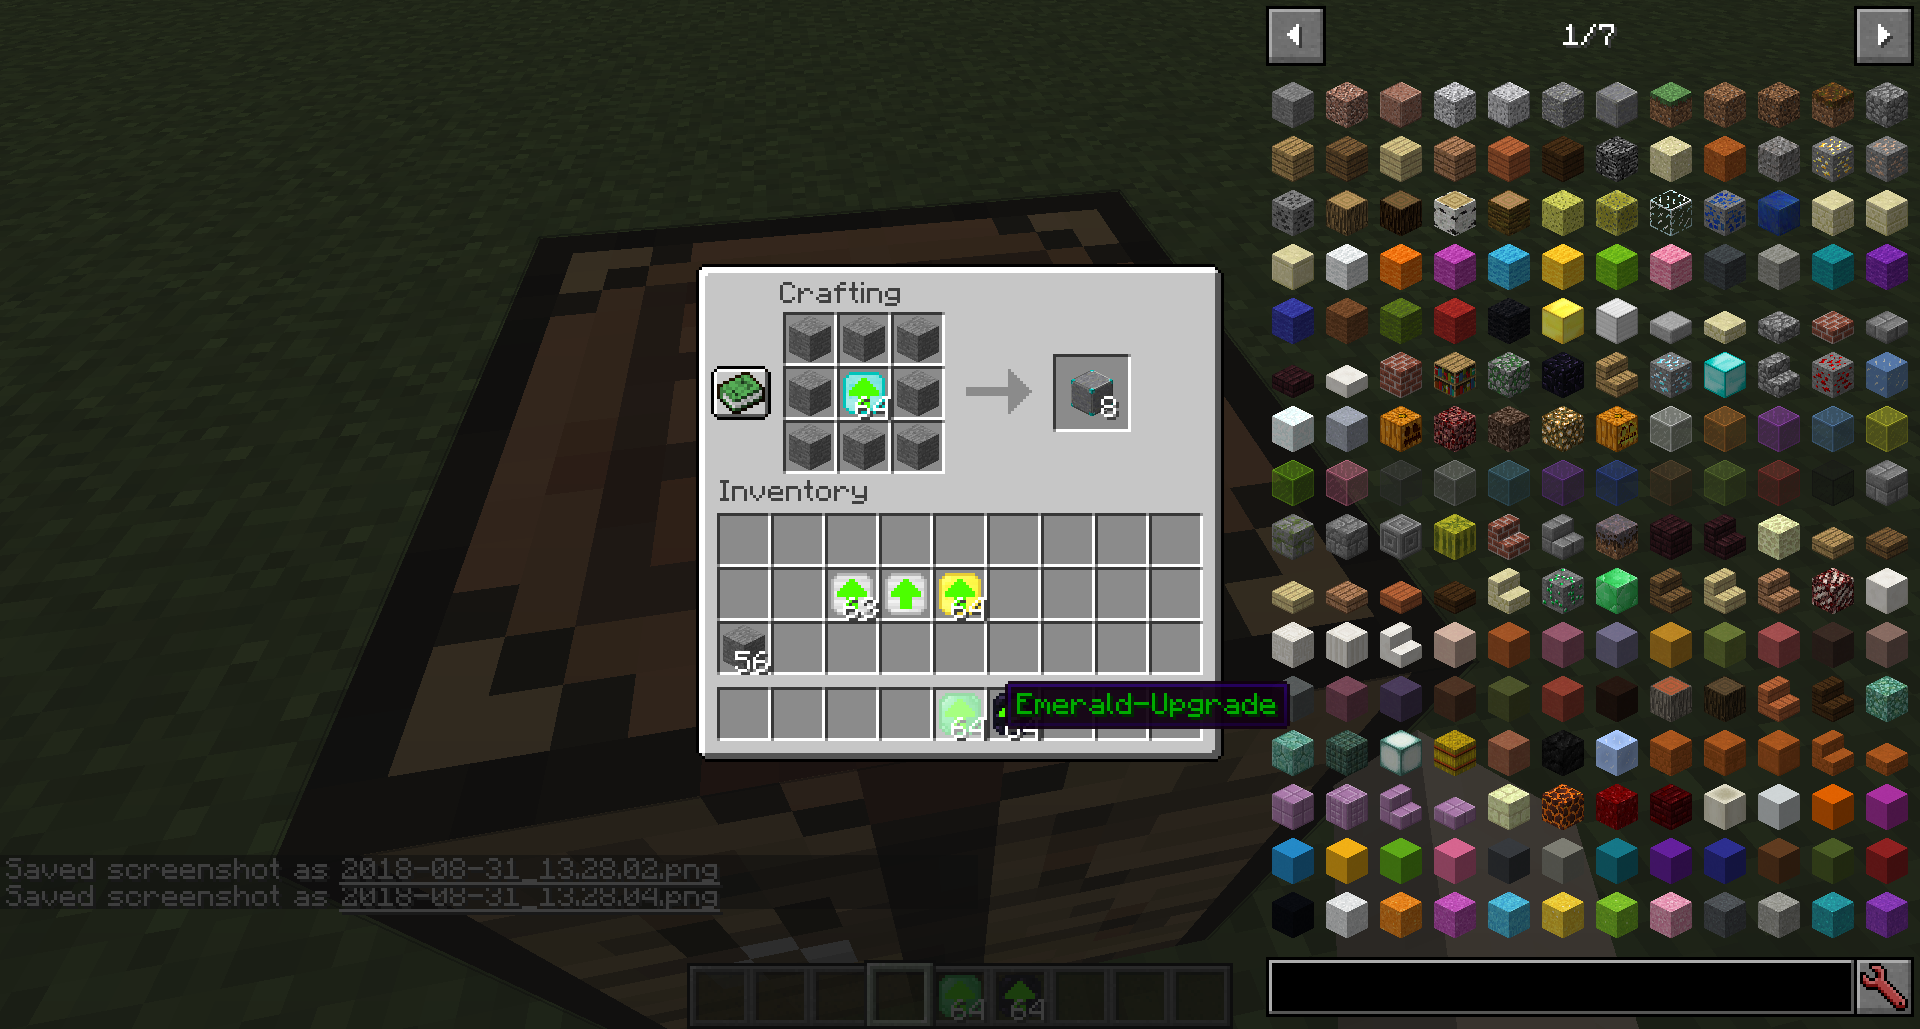 1/7
Crafting
64
8
Inventory
63
64
56
64
Emerald-Upgrade
Saved screenshot as 2018-08-31_13.28.02.png
Saved screenshot as 2018-08-31_13.28.04.png
64
64